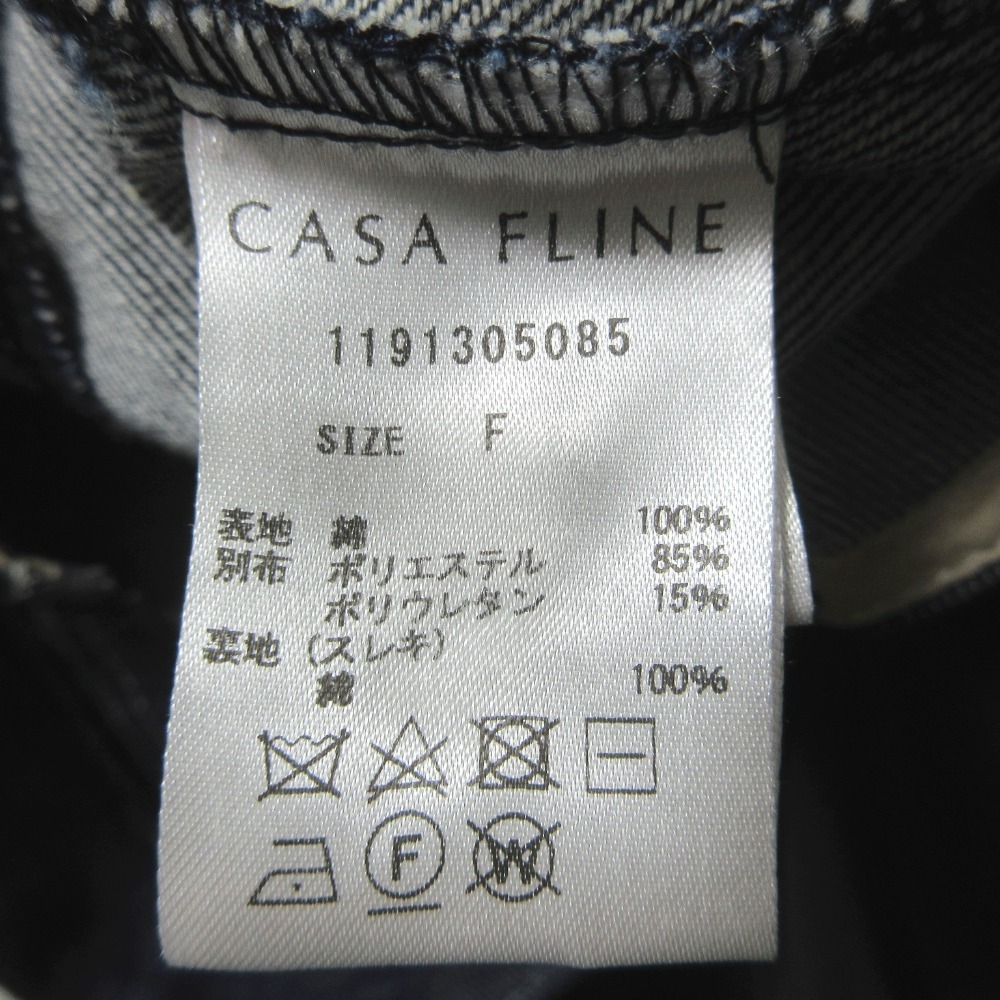 CASA FLINE
1191305085
SIZE F
表地 綿 100%
別布 ポリエステル 85%
ポリウレタン 15%
裏地 (スレキ)
綿 100%
F
W